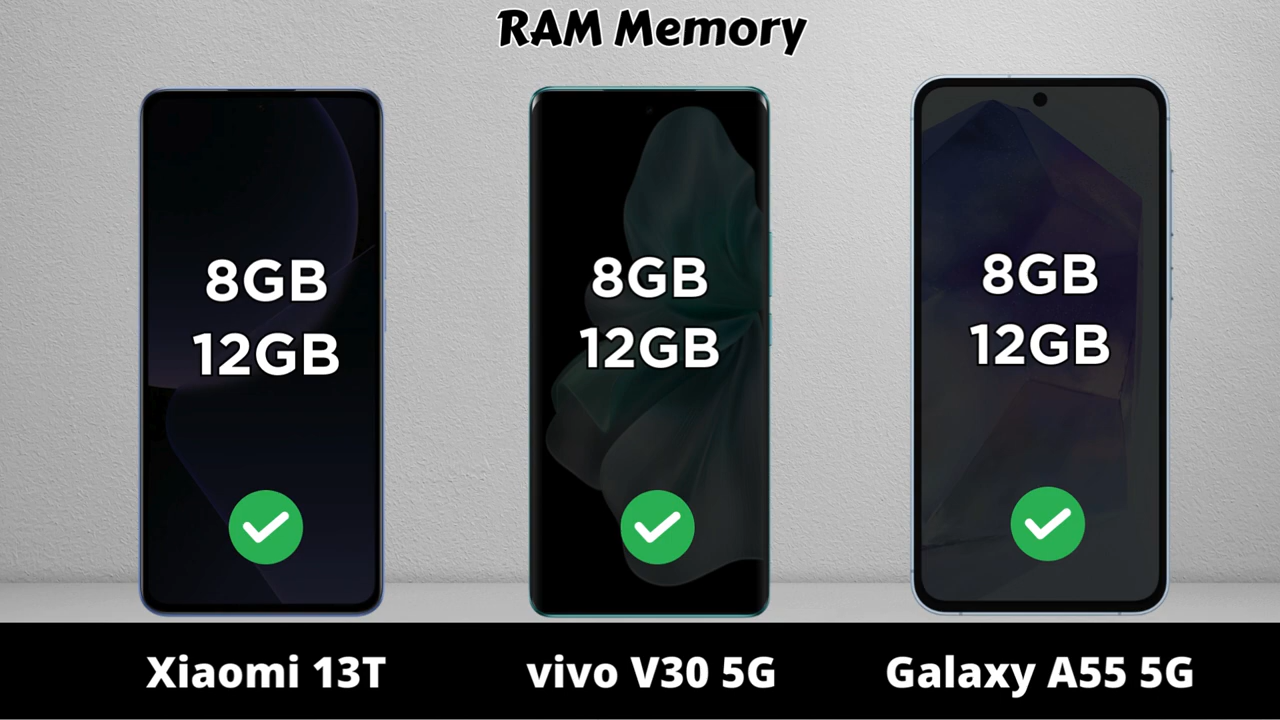 RAM Memory
8GB
12GB
8GB
12GB
8GB
12GB
Xiaomi 13T
vivo V30 5G
Galaxy A55 5G